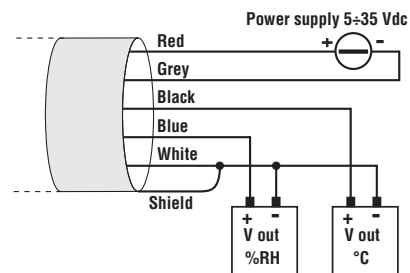 Power supply 5÷35 Vdc
Red
+ -
Grey
Black
Blue
White
Shield
+ - + -
V out V out
%RH °C